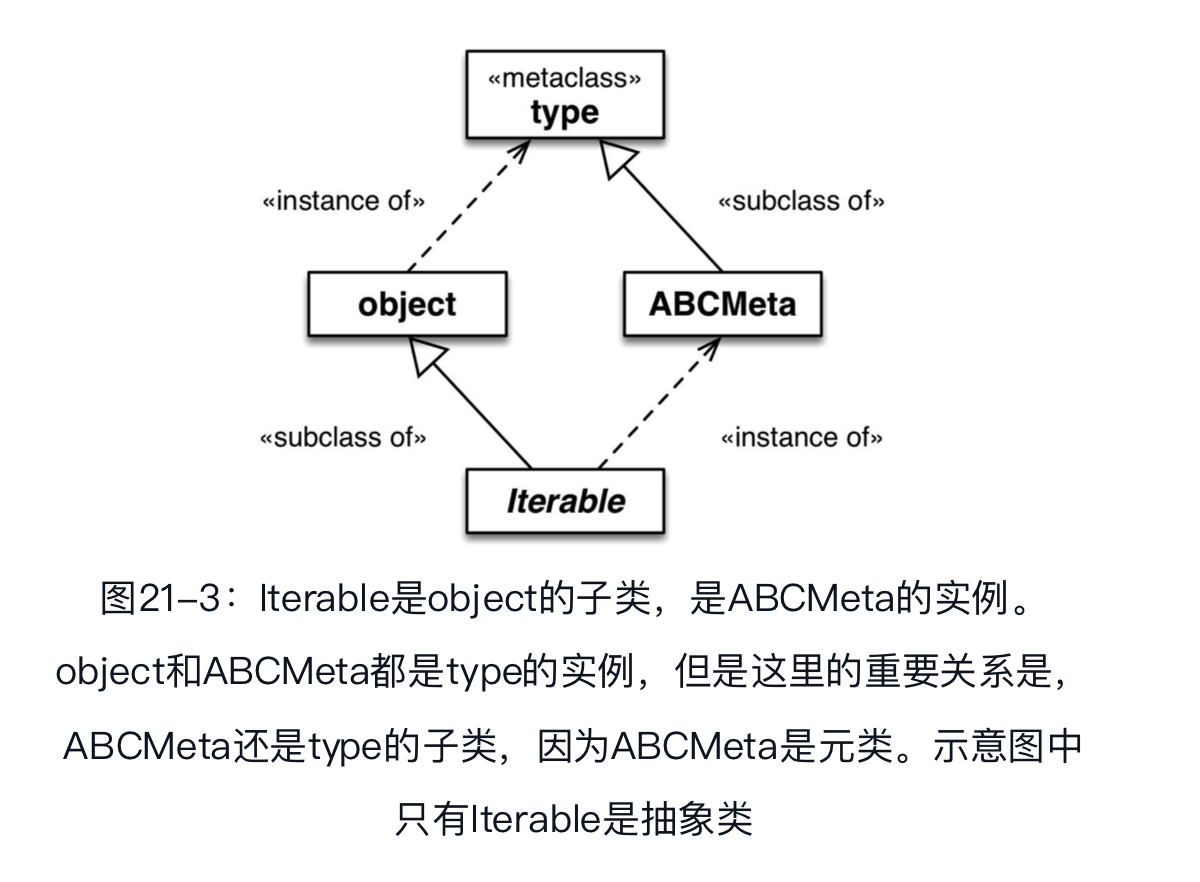 «metaclass»
type
«instance of»
«subclass of»
object
ABCMeta
«subclass of»
«instance of»
Iterable
图21-3：Iterable是object的子类，是ABCMeta的实例。
object和ABCMeta都是type的实例，但是这里的重要关系是，
ABCMeta还是type的子类，因为ABCMeta是元类。示意图中
只有Iterable是抽象类